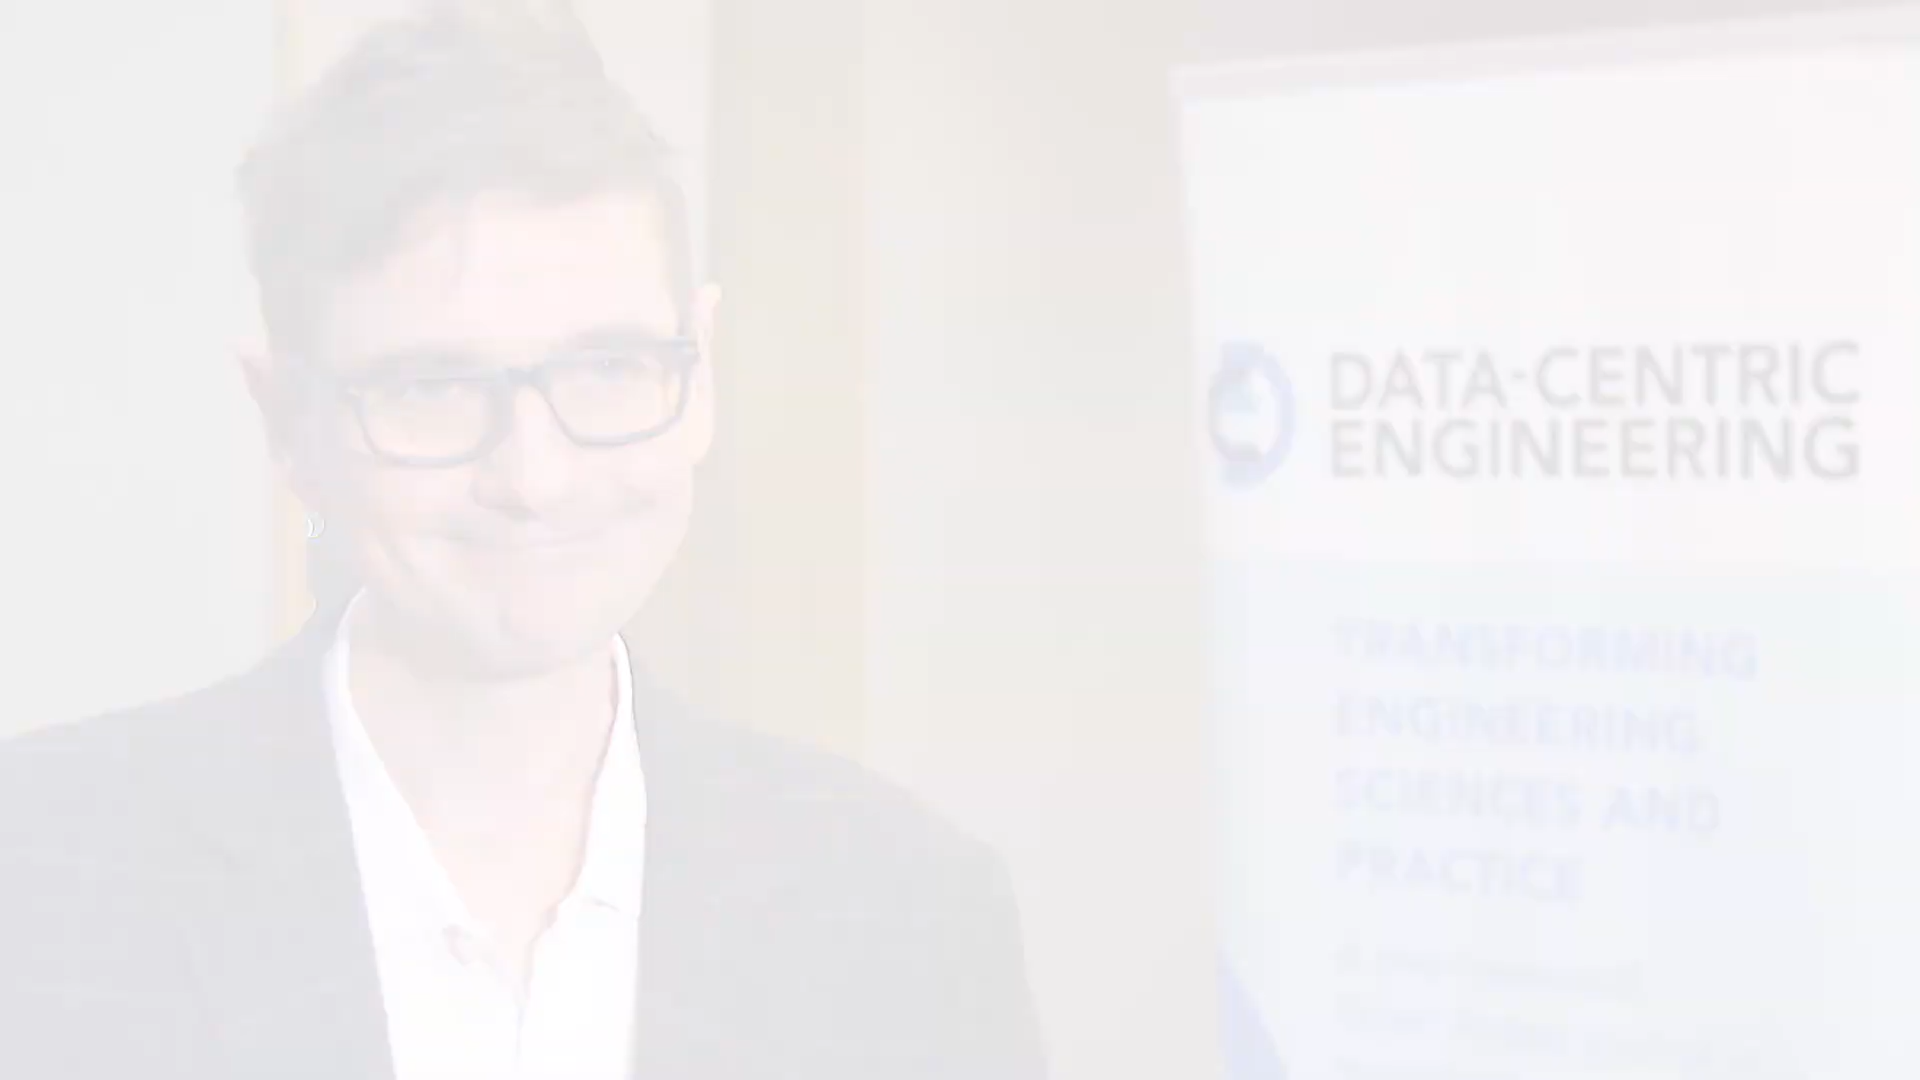 DATA-CENTRIC
ENGINEERING
TRANSFORMING
ENGINEERING
SCIENCES AND
PRACTICE